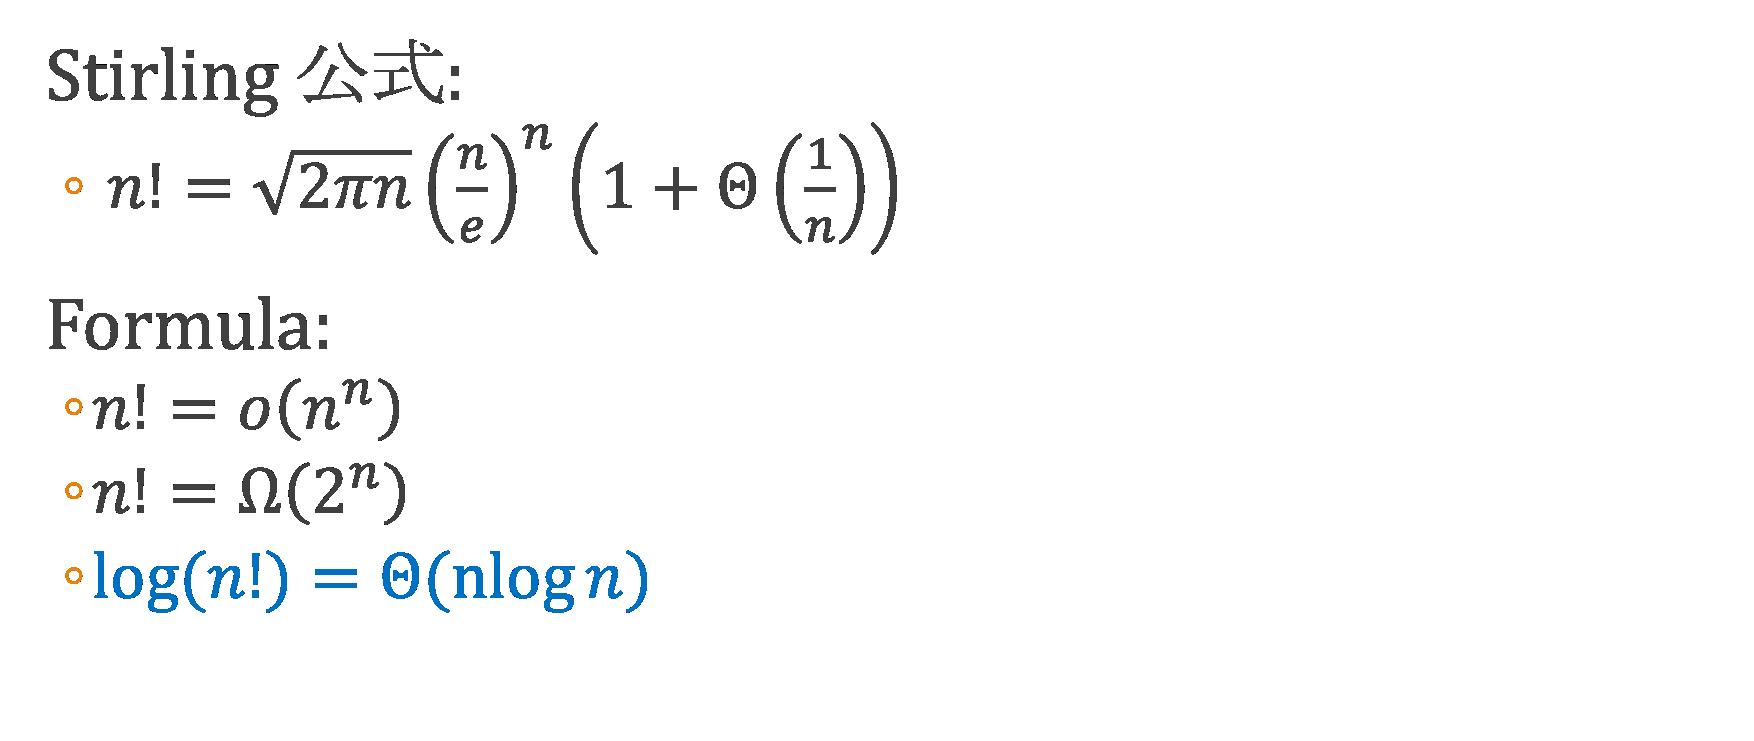 Stirling 公式:
◦ n! = √(2πn) (n/e)^n (1 + Θ(1/n))
Formula:
◦ n! = o(n^n)
◦ n! = Ω(2^n)
◦ log(n!) = Θ(nlog n)